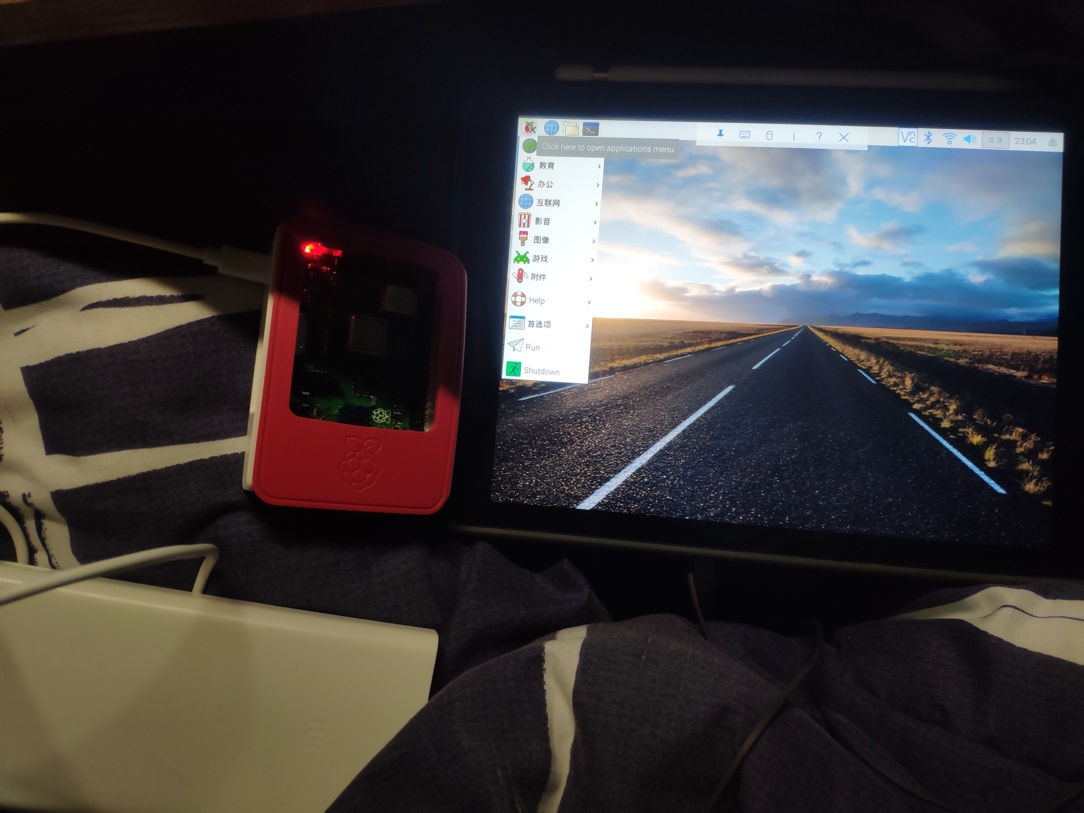 23:04
Click here to open applications menu
教育
办公
互联网
影音
图像
游戏
附件
Help
首选项
Run...
Shutdown...